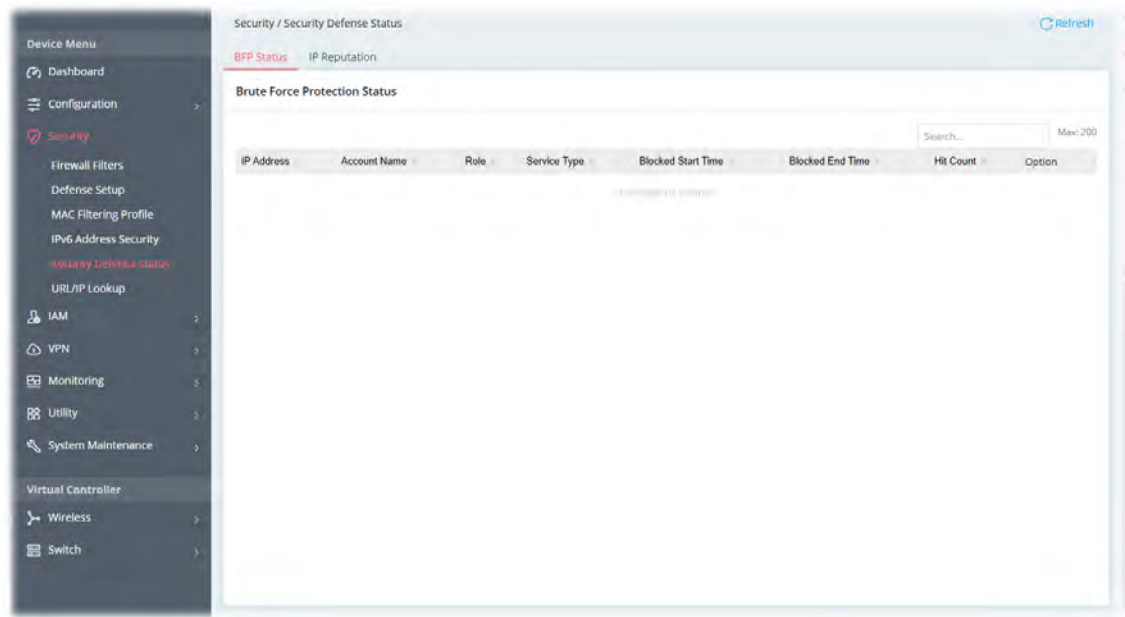 Security / Security Defense Status
Refresh
Device Menu
BFP Status IP Reputation
Dashboard
Brute Force Protection Status
Configuration
Security
Search...
Max: 200
IP Address Account Name Role Service Type Blocked Start Time Blocked End Time Hit Count Option
Firewall Filters
Defense Setup
MAC Filtering Profile
IPv6 Address Security
Security Defense Status
URL/IP Lookup
IAM
VPN
Monitoring
Utility
System Maintenance
Virtual Controller
Wireless
Switch